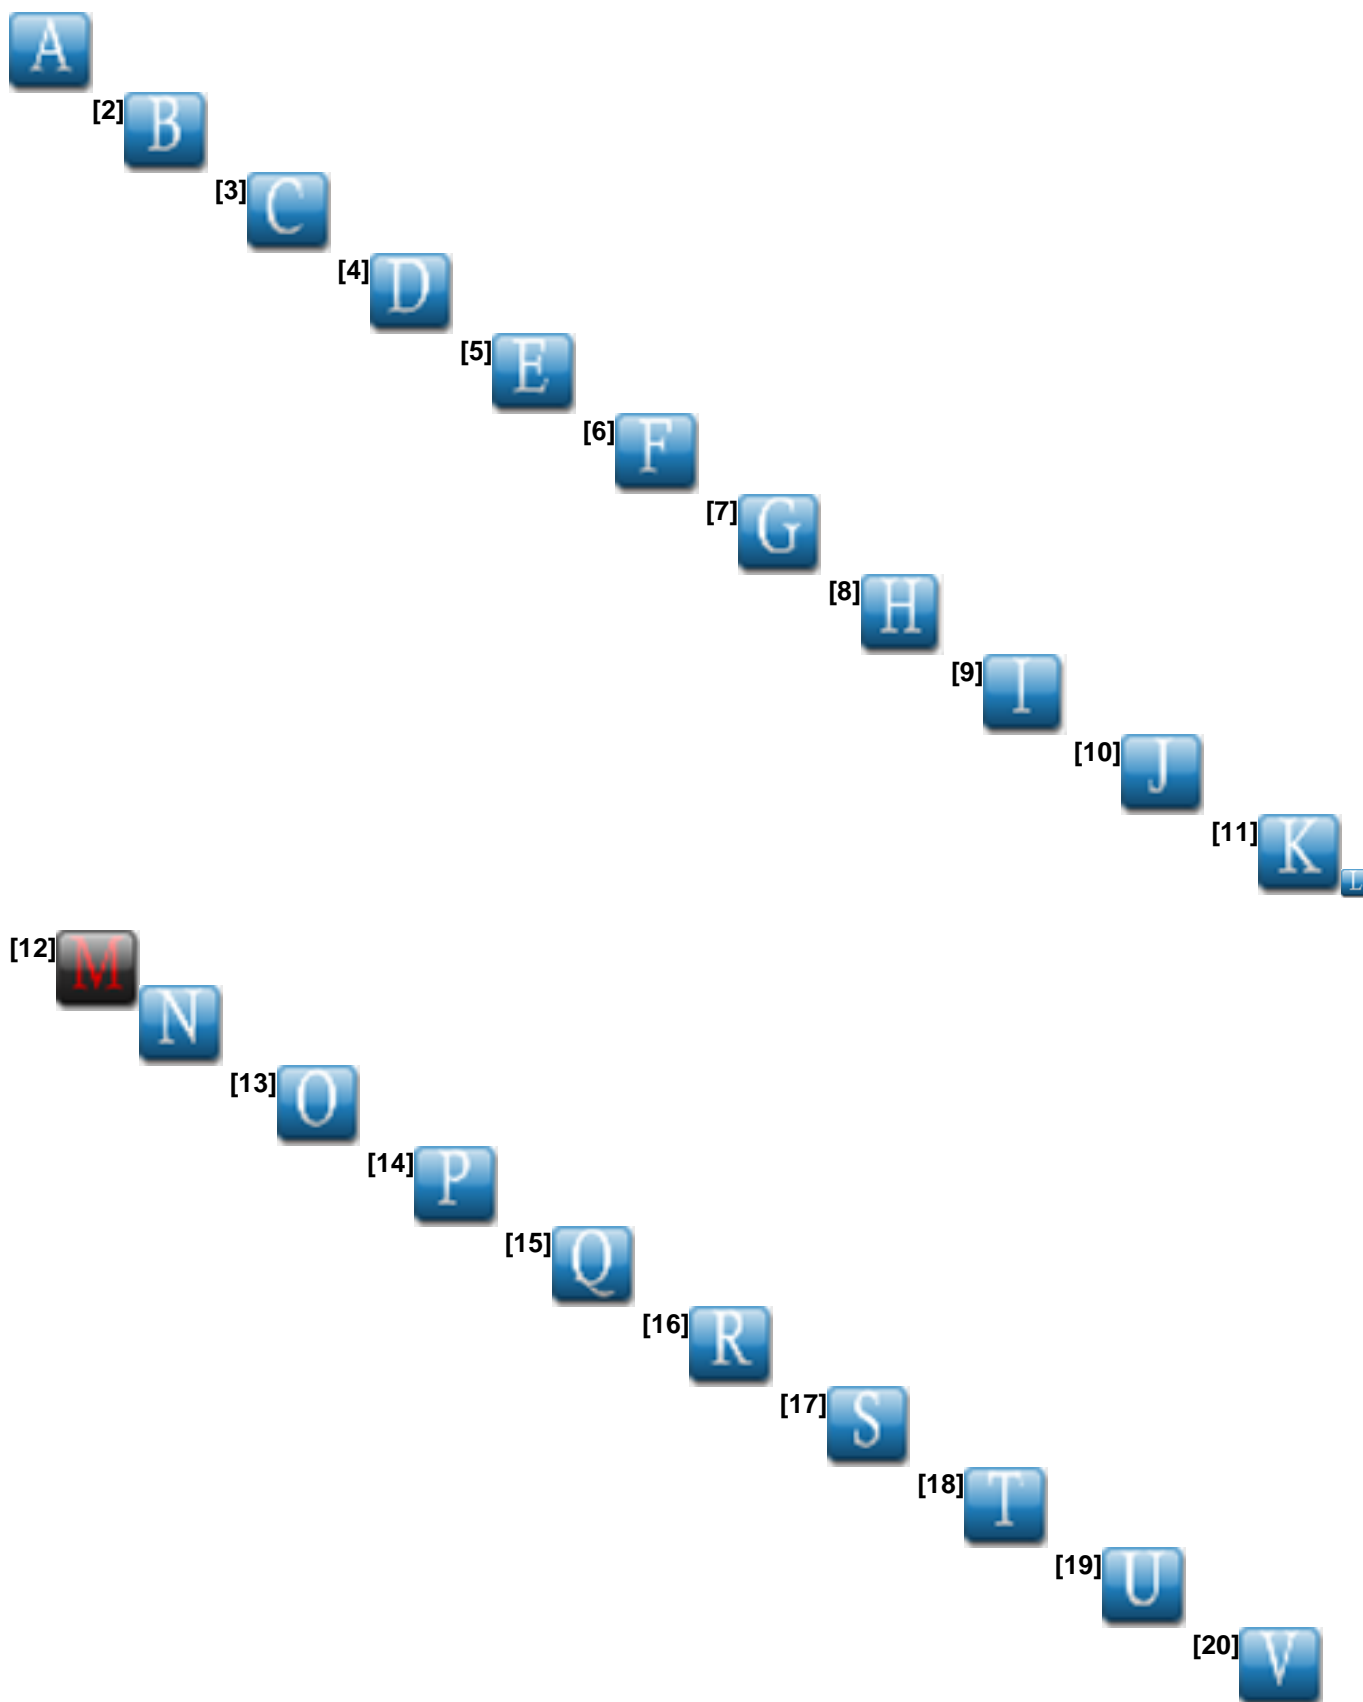 A
[2] B
[3] C
[4] D
[5] E
[6] F
[7] G
[8] H
[9] I
[10] J
[11] K L
[12] M
N
[13] O
[14] P
[15] Q
[16] R
[17] S
[18] T
[19] U
[20] V